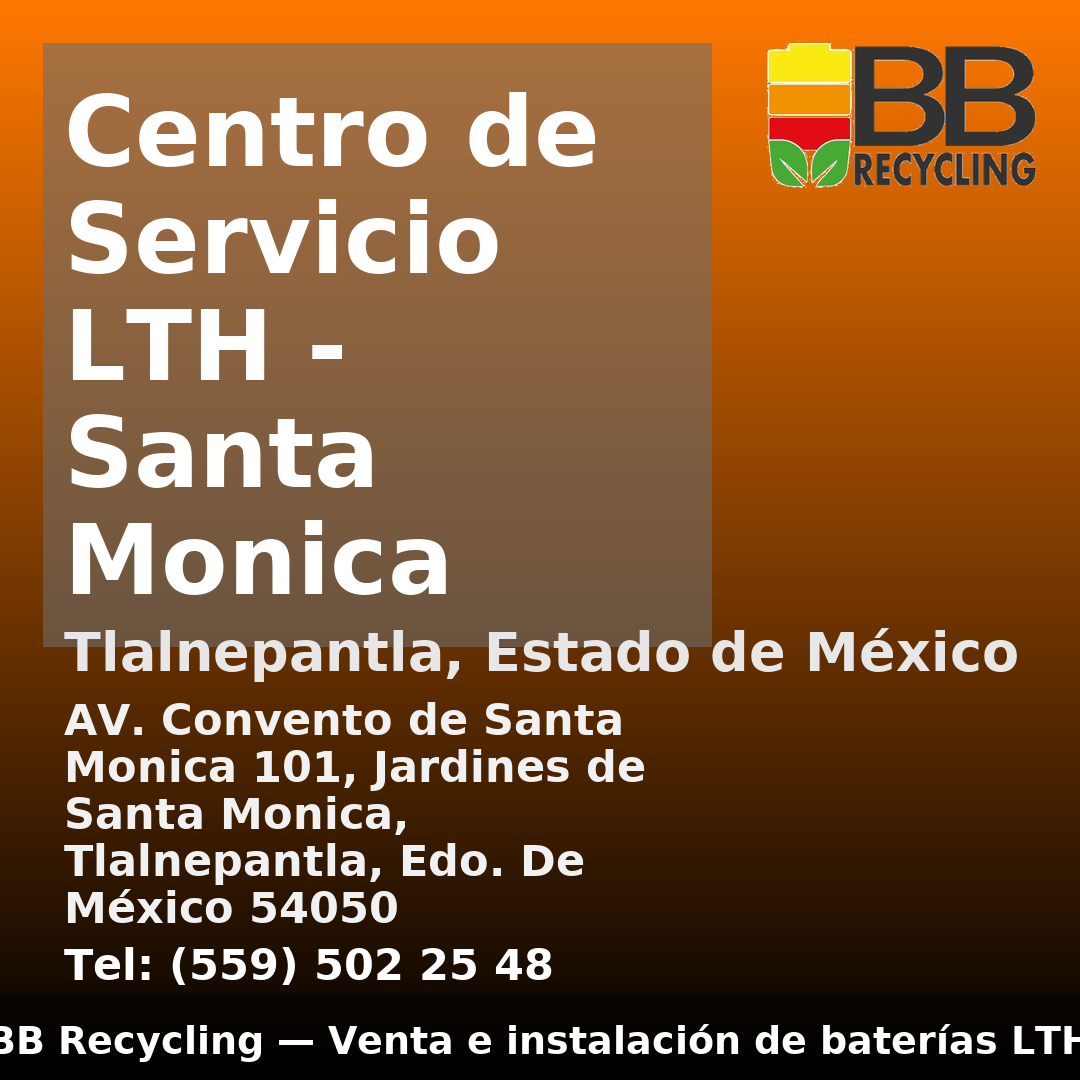 Centro de
Servicio
LTH -
Santa
Monica
BB
RECYCLING
Tlalnepantla, Estado de México
AV. Convento de Santa
Monica 101, Jardines de
Santa Monica,
Tlalnepantla, Edo. De
México 54050
Tel: (559) 502 25 48
BB Recycling — Venta e instalación de baterías LTH